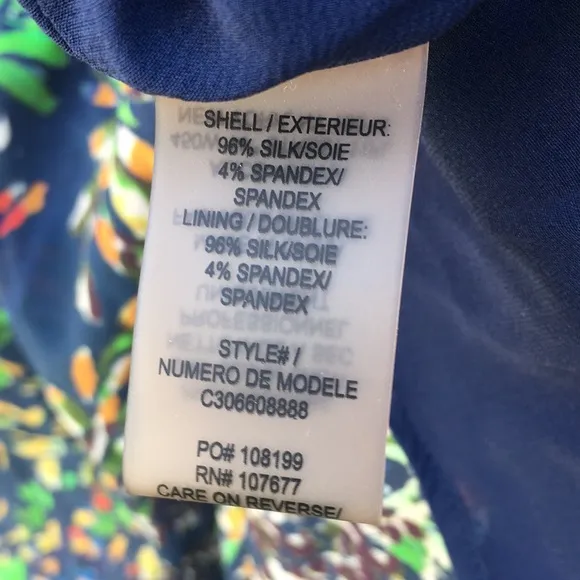 SHELL / EXTERIEUR:
96% SILK/SOIE
4% SPANDEX/
SPANDEX
LINING / DOUBLURE:
96% SILK/SOIE
4% SPANDEX/
SPANDEX
STYLE# /
NUMERO DE MODELE
C306608888
PO# 108199
RN# 107677
CARE ON REVERSE/